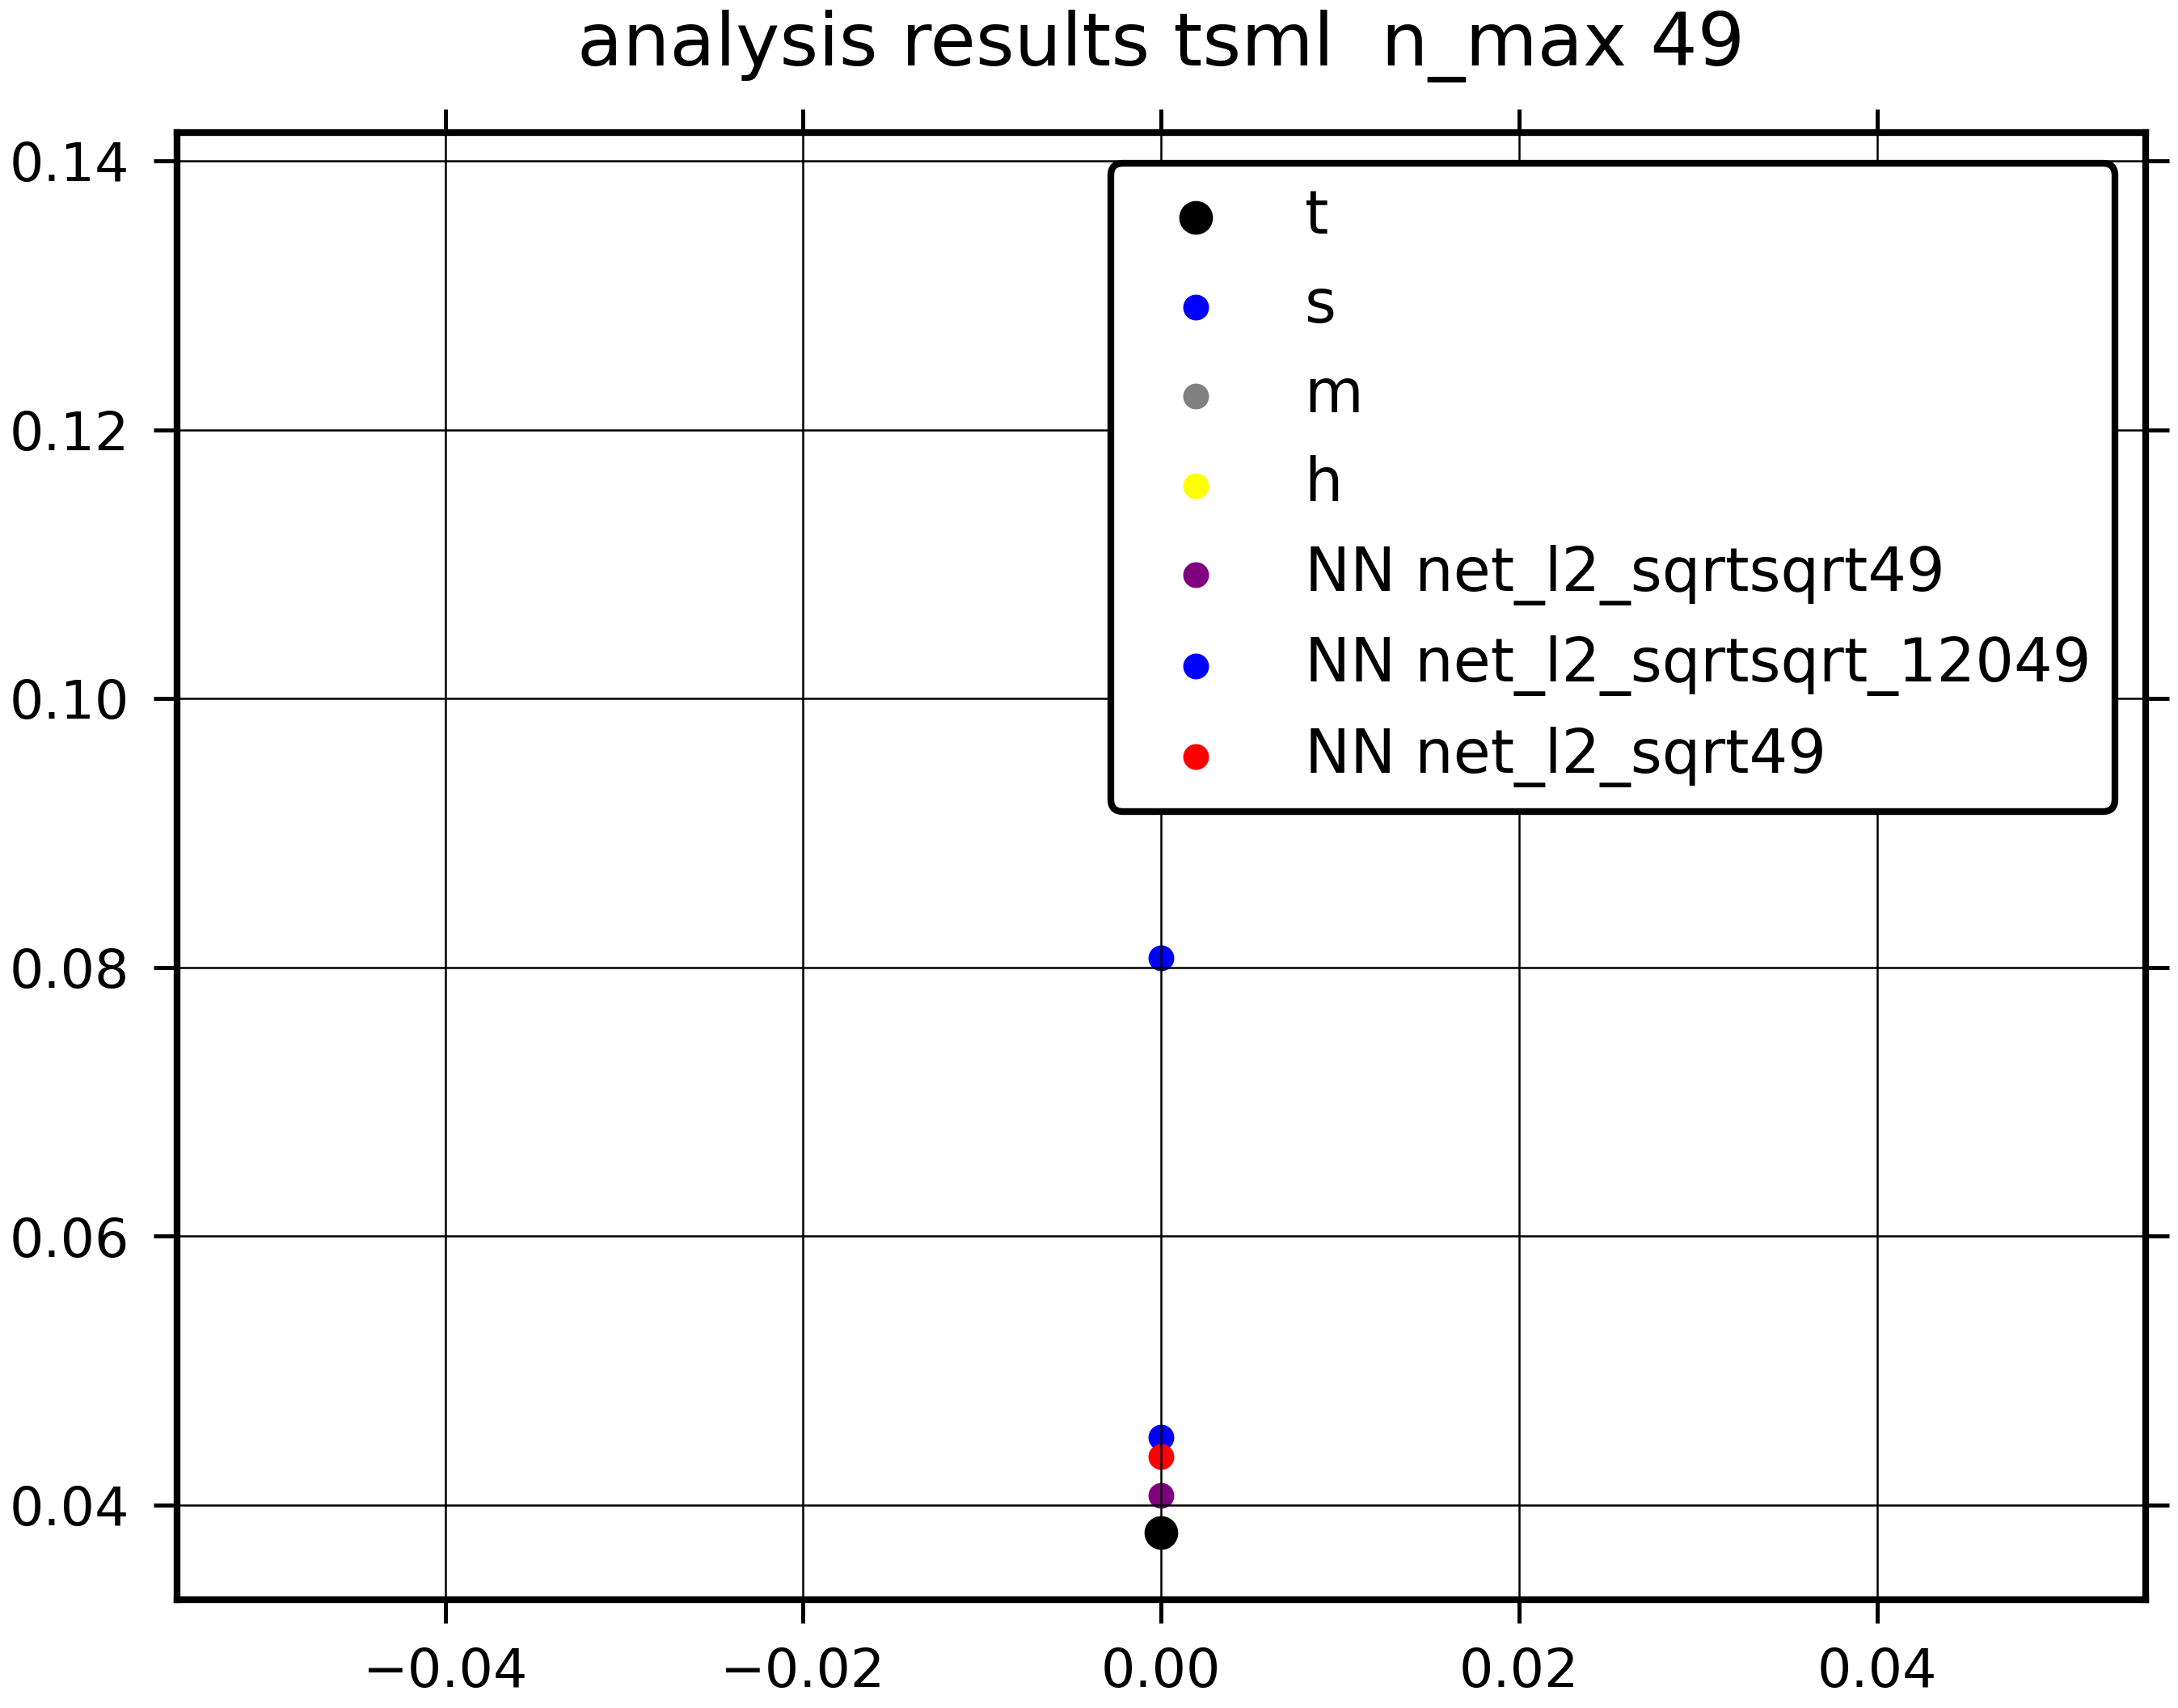 analysis results tsml  n_max 49
0.14
0.12
0.10
0.08
0.06
0.04
t
s
m
h
NN net_l2_sqrtsqrt49
NN net_l2_sqrtsqrt_12049
NN net_l2_sqrt49
−0.04
−0.02
0.00
0.02
0.04